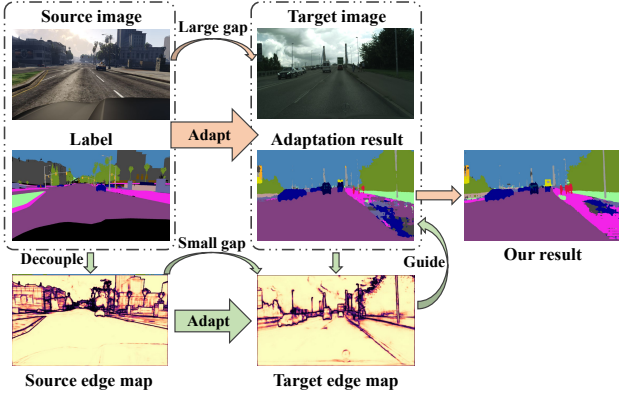 Source image
Large gap
Target image
Label
Adapt
Adaptation result
Decouple
Small gap
Guide
Our result
Adapt
Source edge map
Target edge map